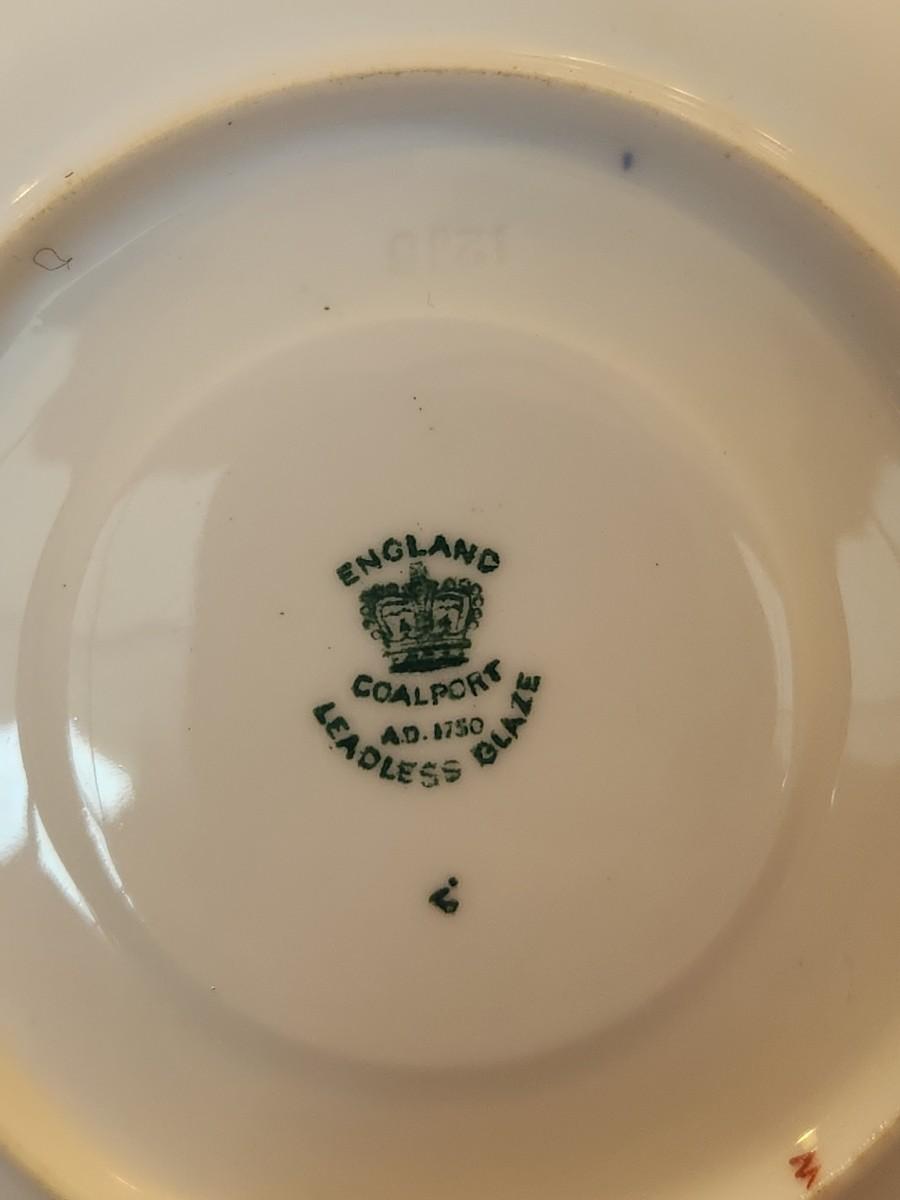 ENGLAND
COALPORT
A.D. 1750
LEADLESS GLAZE